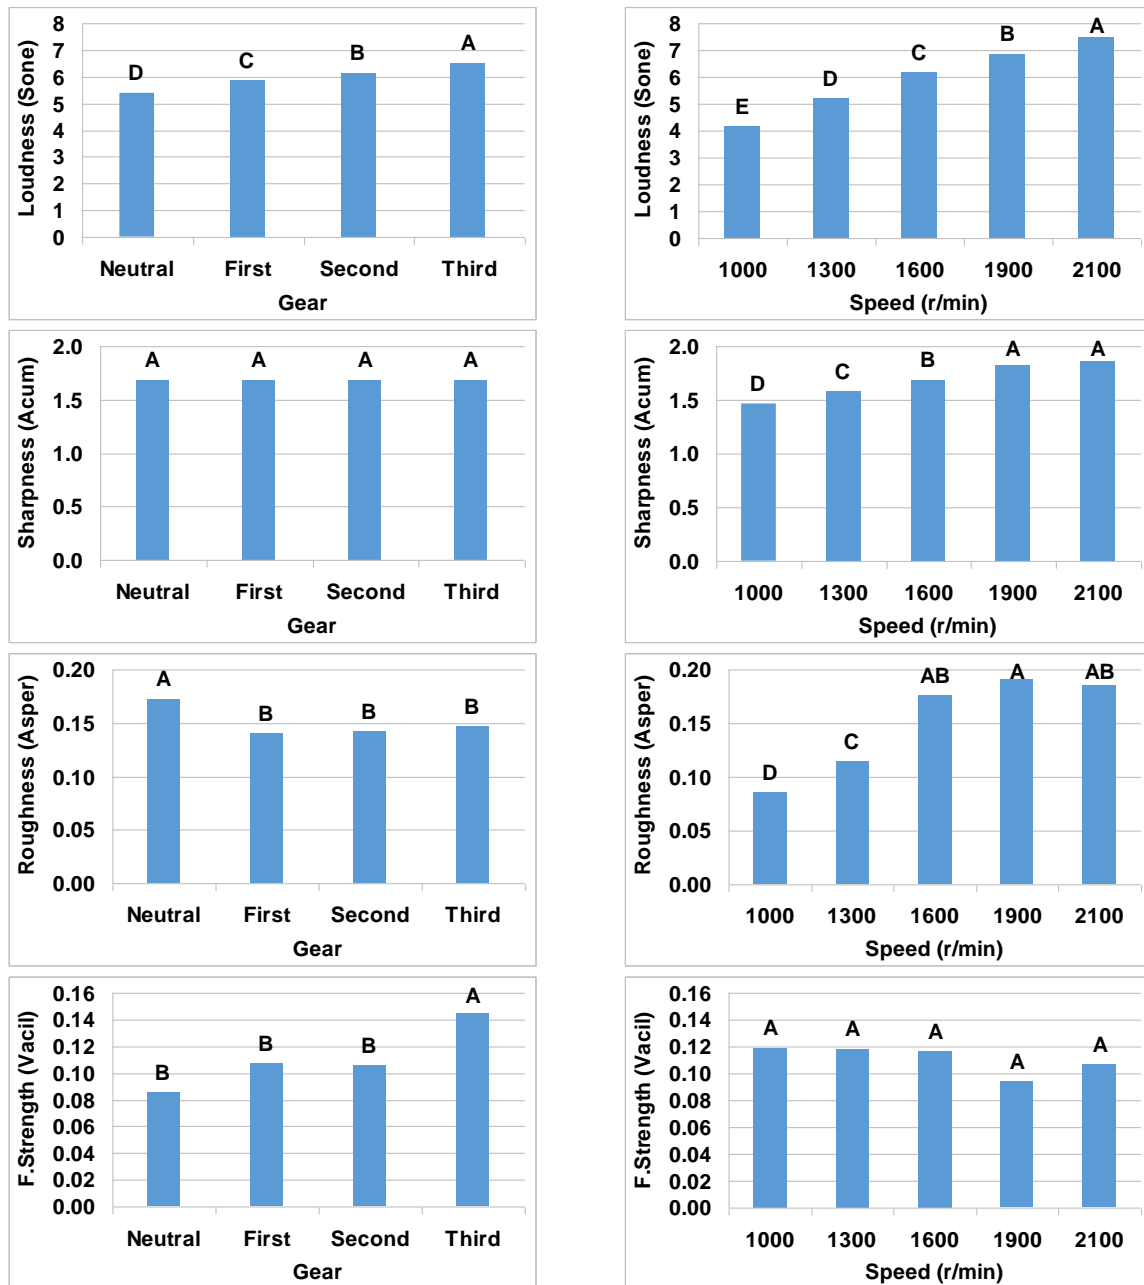 Loudness (Sone)
8
7
6
5
4
3
2
1
0
D
C
B
A
Neutral First Second Third
Gear
Loudness (Sone)
8
7
6
5
4
3
2
1
0
E
D
C
B
A
1000 1300 1600 1900 2100
Speed (r/min)
Sharpness (Acum)
2.0
1.5
1.0
0.5
0.0
A A A A
Neutral First Second Third
Gear
Sharpness (Acum)
2.0
1.5
1.0
0.5
0.0
D
C
B
A
A
1000 1300 1600 1900 2100
Speed (r/min)
Roughness (Asper)
0.20
0.15
0.10
0.05
0.00
A
B
B
B
Neutral First Second Third
Gear
Roughness (Asper)
0.20
0.15
0.10
0.05
0.00
D
C
AB
A
AB
1000 1300 1600 1900 2100
Speed (r/min)
F.Strength (Vacil)
0.16
0.14
0.12
0.10
0.08
0.06
0.04
0.02
0.00
B
B
B
A
Neutral First Second Third
Gear
F.Strength (Vacil)
0.16
0.14
0.12
0.10
0.08
0.06
0.04
0.02
0.00
A
A
A
A
A
1000 1300 1600 1900 2100
Speed (r/min)